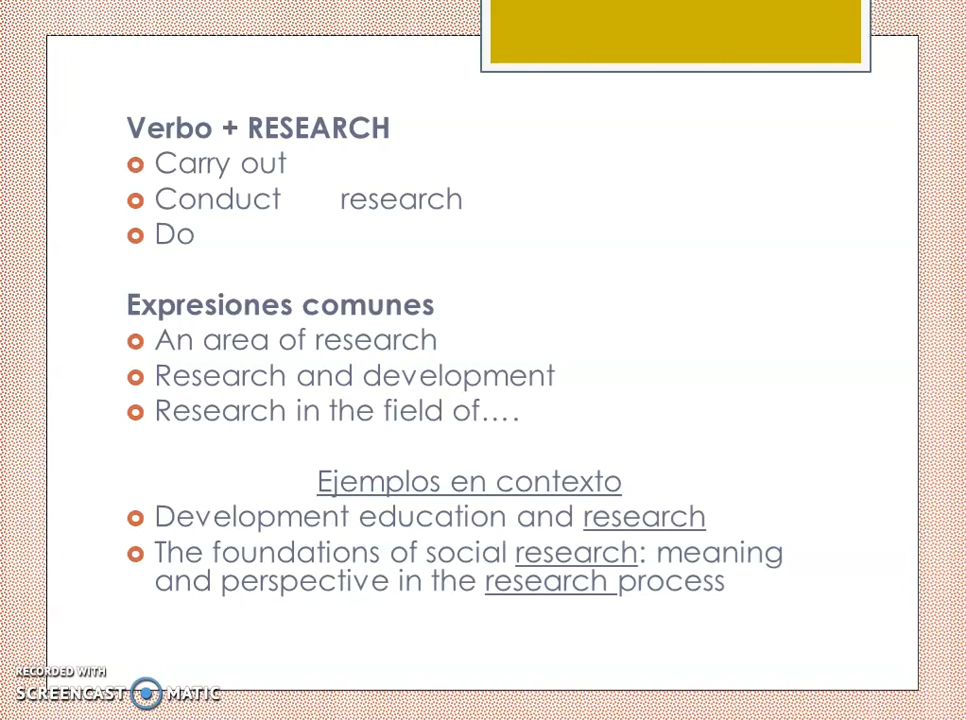 Verbo + RESEARCH
Carry out
Conduct research
Do
Expresiones comunes
An area of research
Research and development
Research in the field of….
Ejemplos en contexto
Development education and research
The foundations of social research: meaning
and perspective in the research process
RECORDED WITH
SCREENCAST MATIC